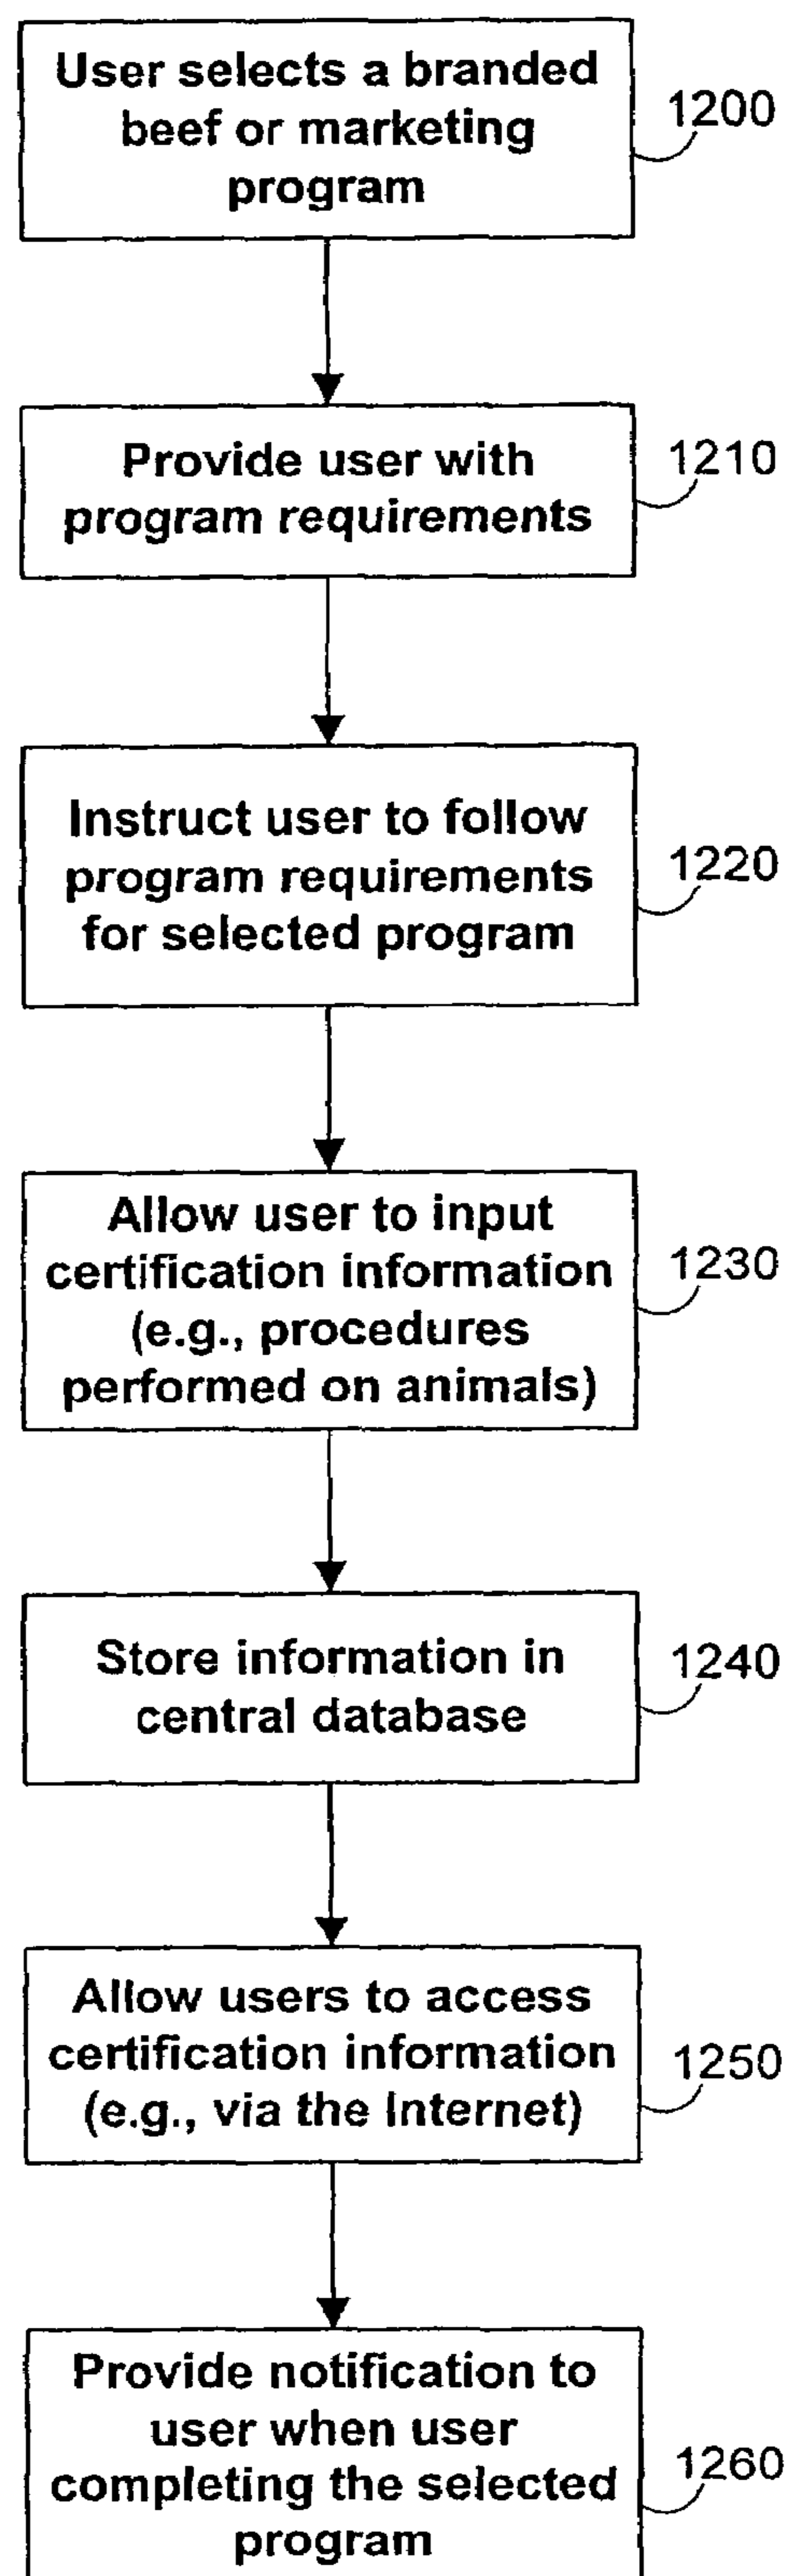 User selects a branded
beef or marketing
program
1200
Provide user with
program requirements
1210
Instruct user to follow
program requirements
for selected program
1220
Allow user to input
certification information
(e.g., procedures
performed on animals)
1230
Store information in
central database
1240
Allow users to access
certification information
(e.g., via the Internet)
1250
Provide notification to
user when user
completing the selected
program
1260